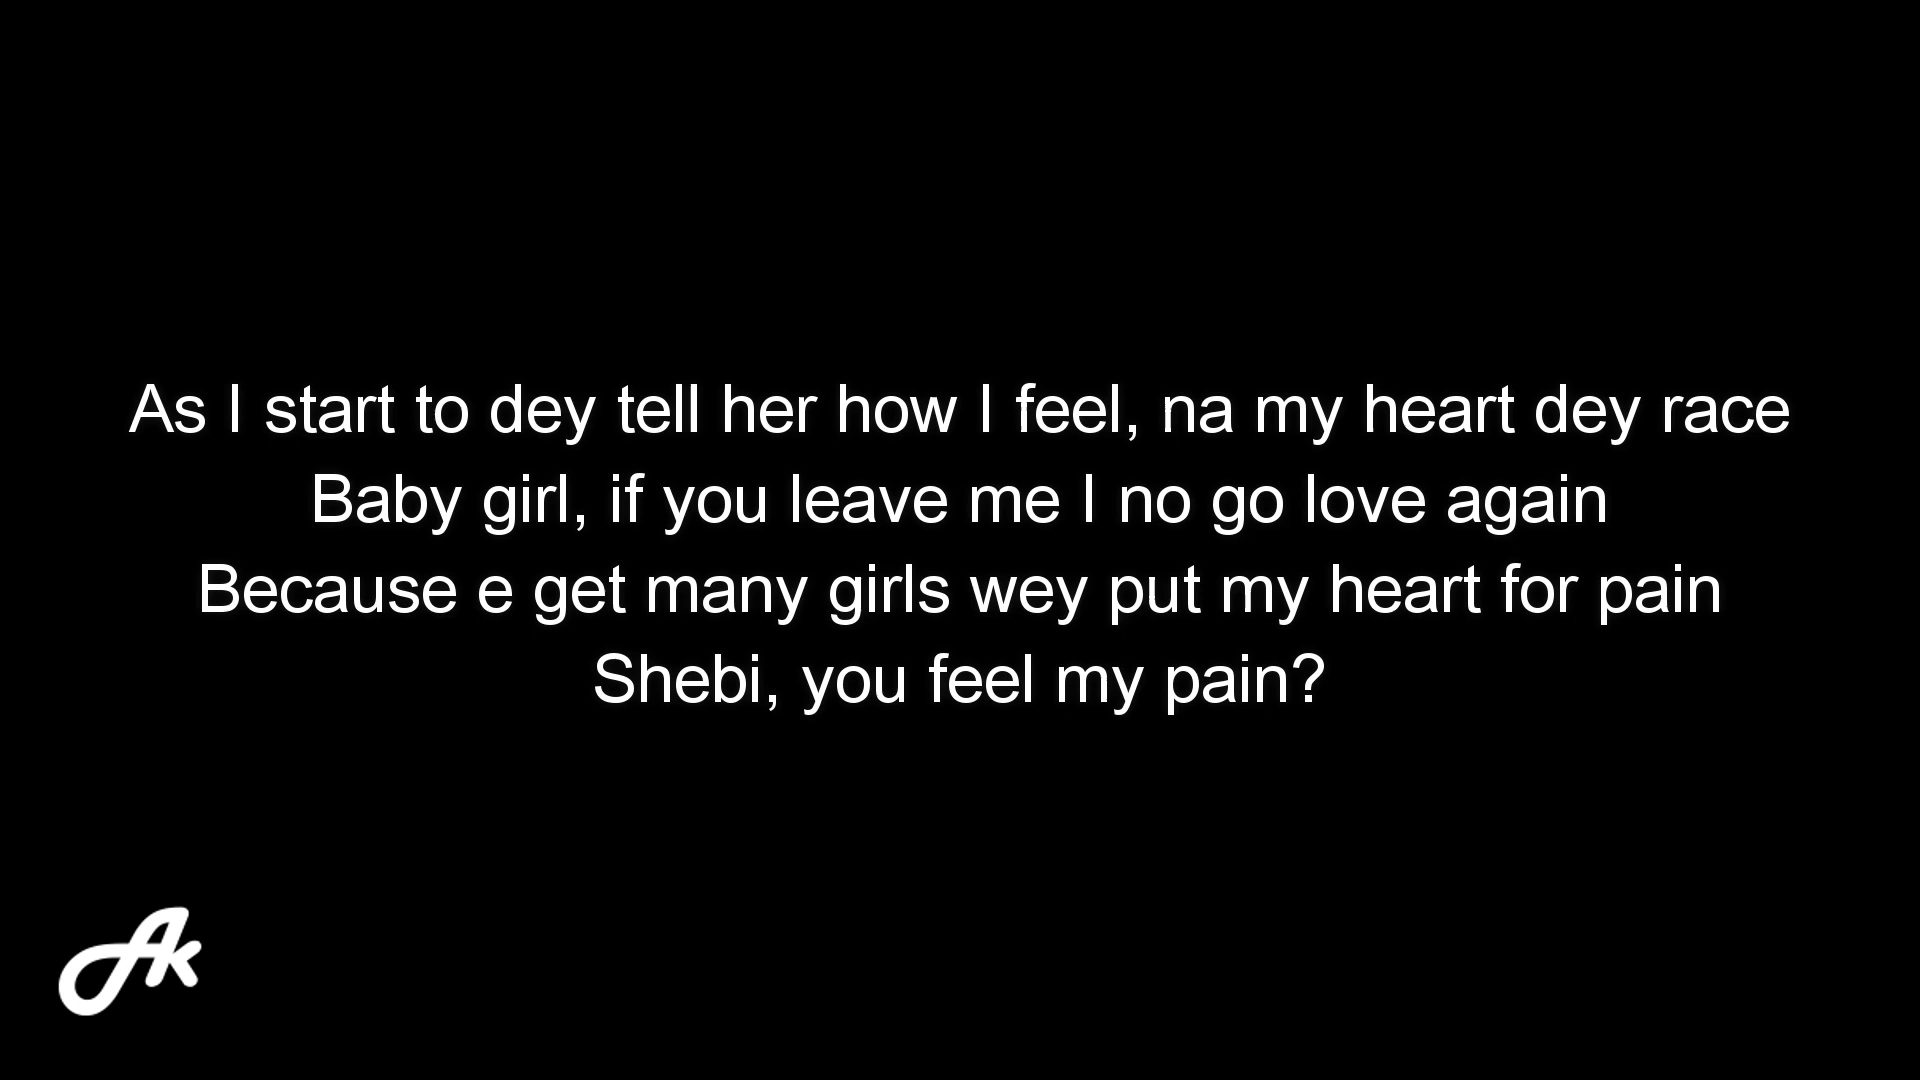 As I start to dey tell her how I feel, na my heart dey race
Baby girl, if you leave me I no go love again
Because e get many girls wey put my heart for pain
Shebi, you feel my pain?
Ak